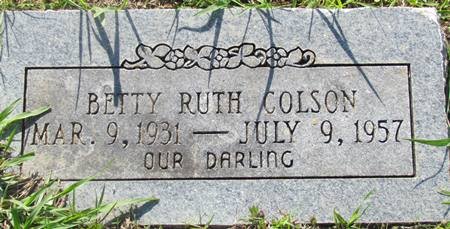 BETTY RUTH COLSON
MAR. 9, 1931 — JULY 9, 1957
OUR DARLING